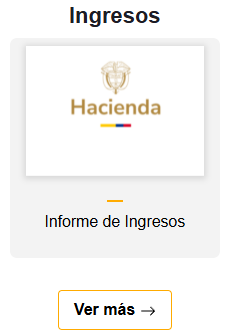 Ingresos
Hacienda
Informe de Ingresos
Ver más →